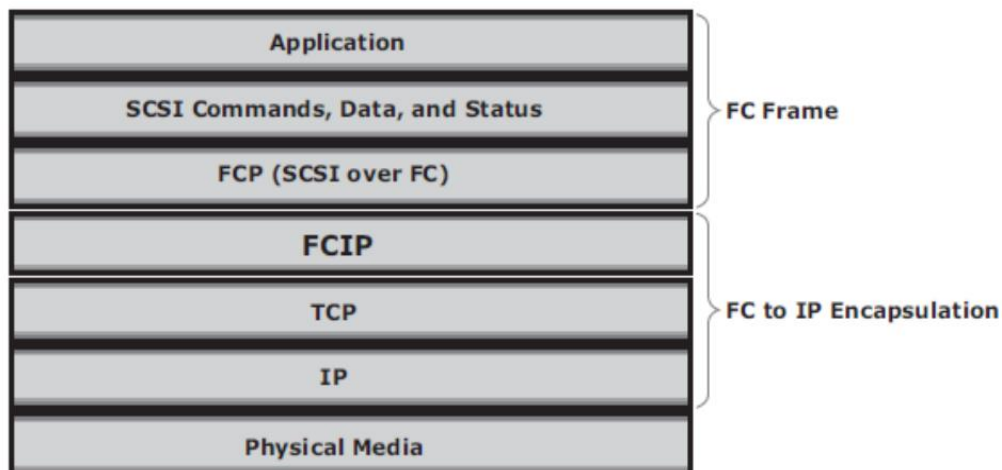 Application
SCSI Commands, Data, and Status
FC Frame
FCP (SCSI over FC)
FCIP
TCP
FC to IP Encapsulation
IP
Physical Media